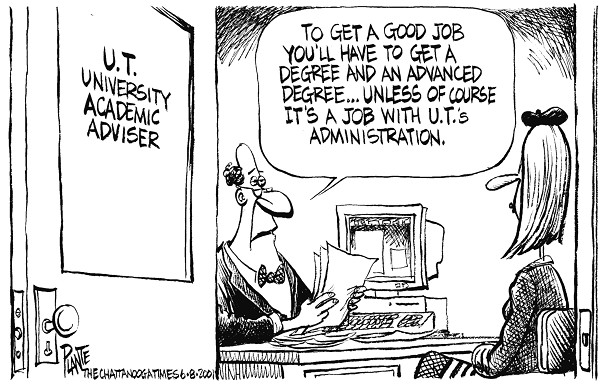 U.T.
UNIVERSITY
ACADEMIC
ADVISER
TO GET A GOOD JOB
YOU'LL HAVE TO GET A
DEGREE AND AN ADVANCED
DEGREE... UNLESS OF COURSE
IT'S A JOB WITH U.T.'s
ADMINISTRATION.
PLANTE
THE CHATTANOOGA TIMES 6·8·2001